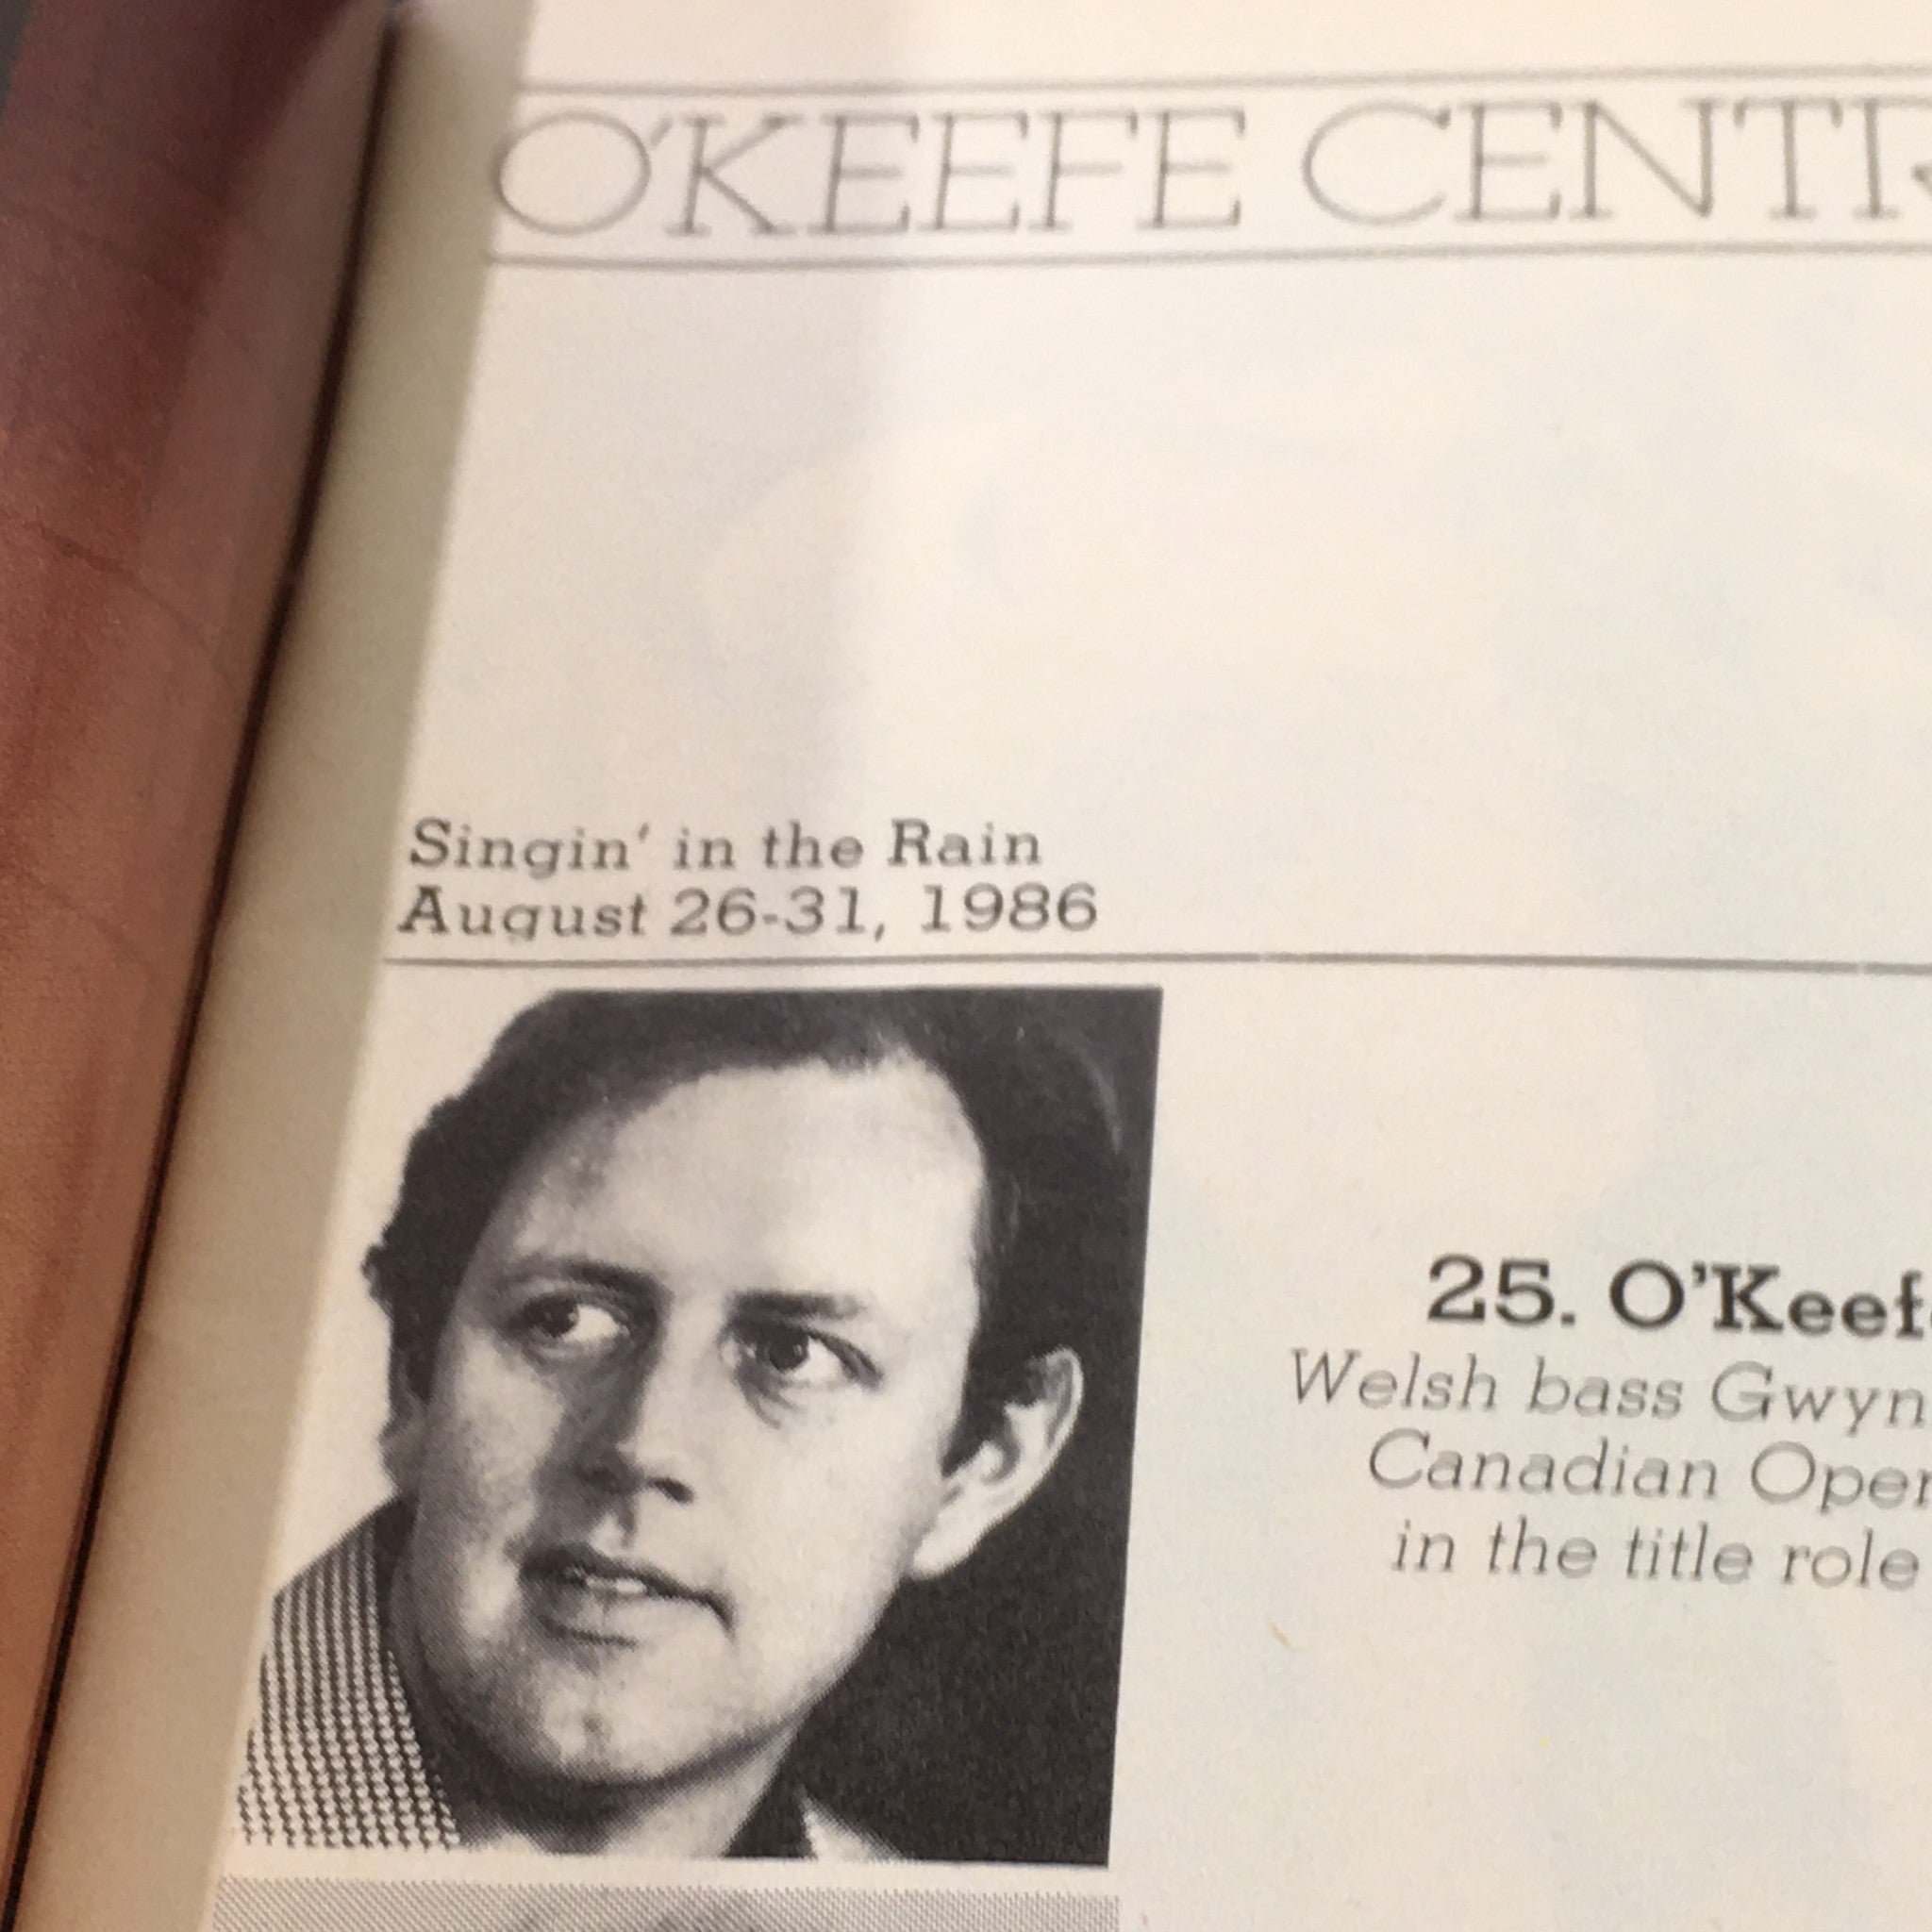 O'KEEFE CENTR
Singin' in the Rain
August 26-31, 1986
25. O'Keef
Welsh bass Gwyn
Canadian Oper
in the title role